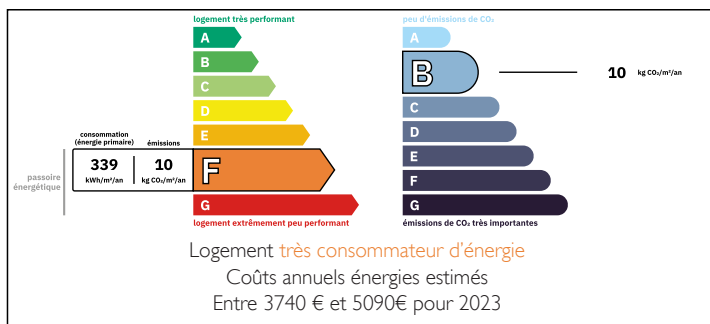 logement très performant
A
B
C
D
E
consommation
(énergie primaire)
émissions
passoire
énergétique
339
kWh/m²/an
10
kg CO₂/m²/an
F
G
logement extrêmement peu performant
peu d'émissions de CO₂
A
B
10 kg CO₂/m²/an
C
D
E
F
G
émissions de CO₂ très importantes
Logement très consommateur d'énergie
Coûts annuels énergies estimés
Entre 3740 € et 5090€ pour 2023